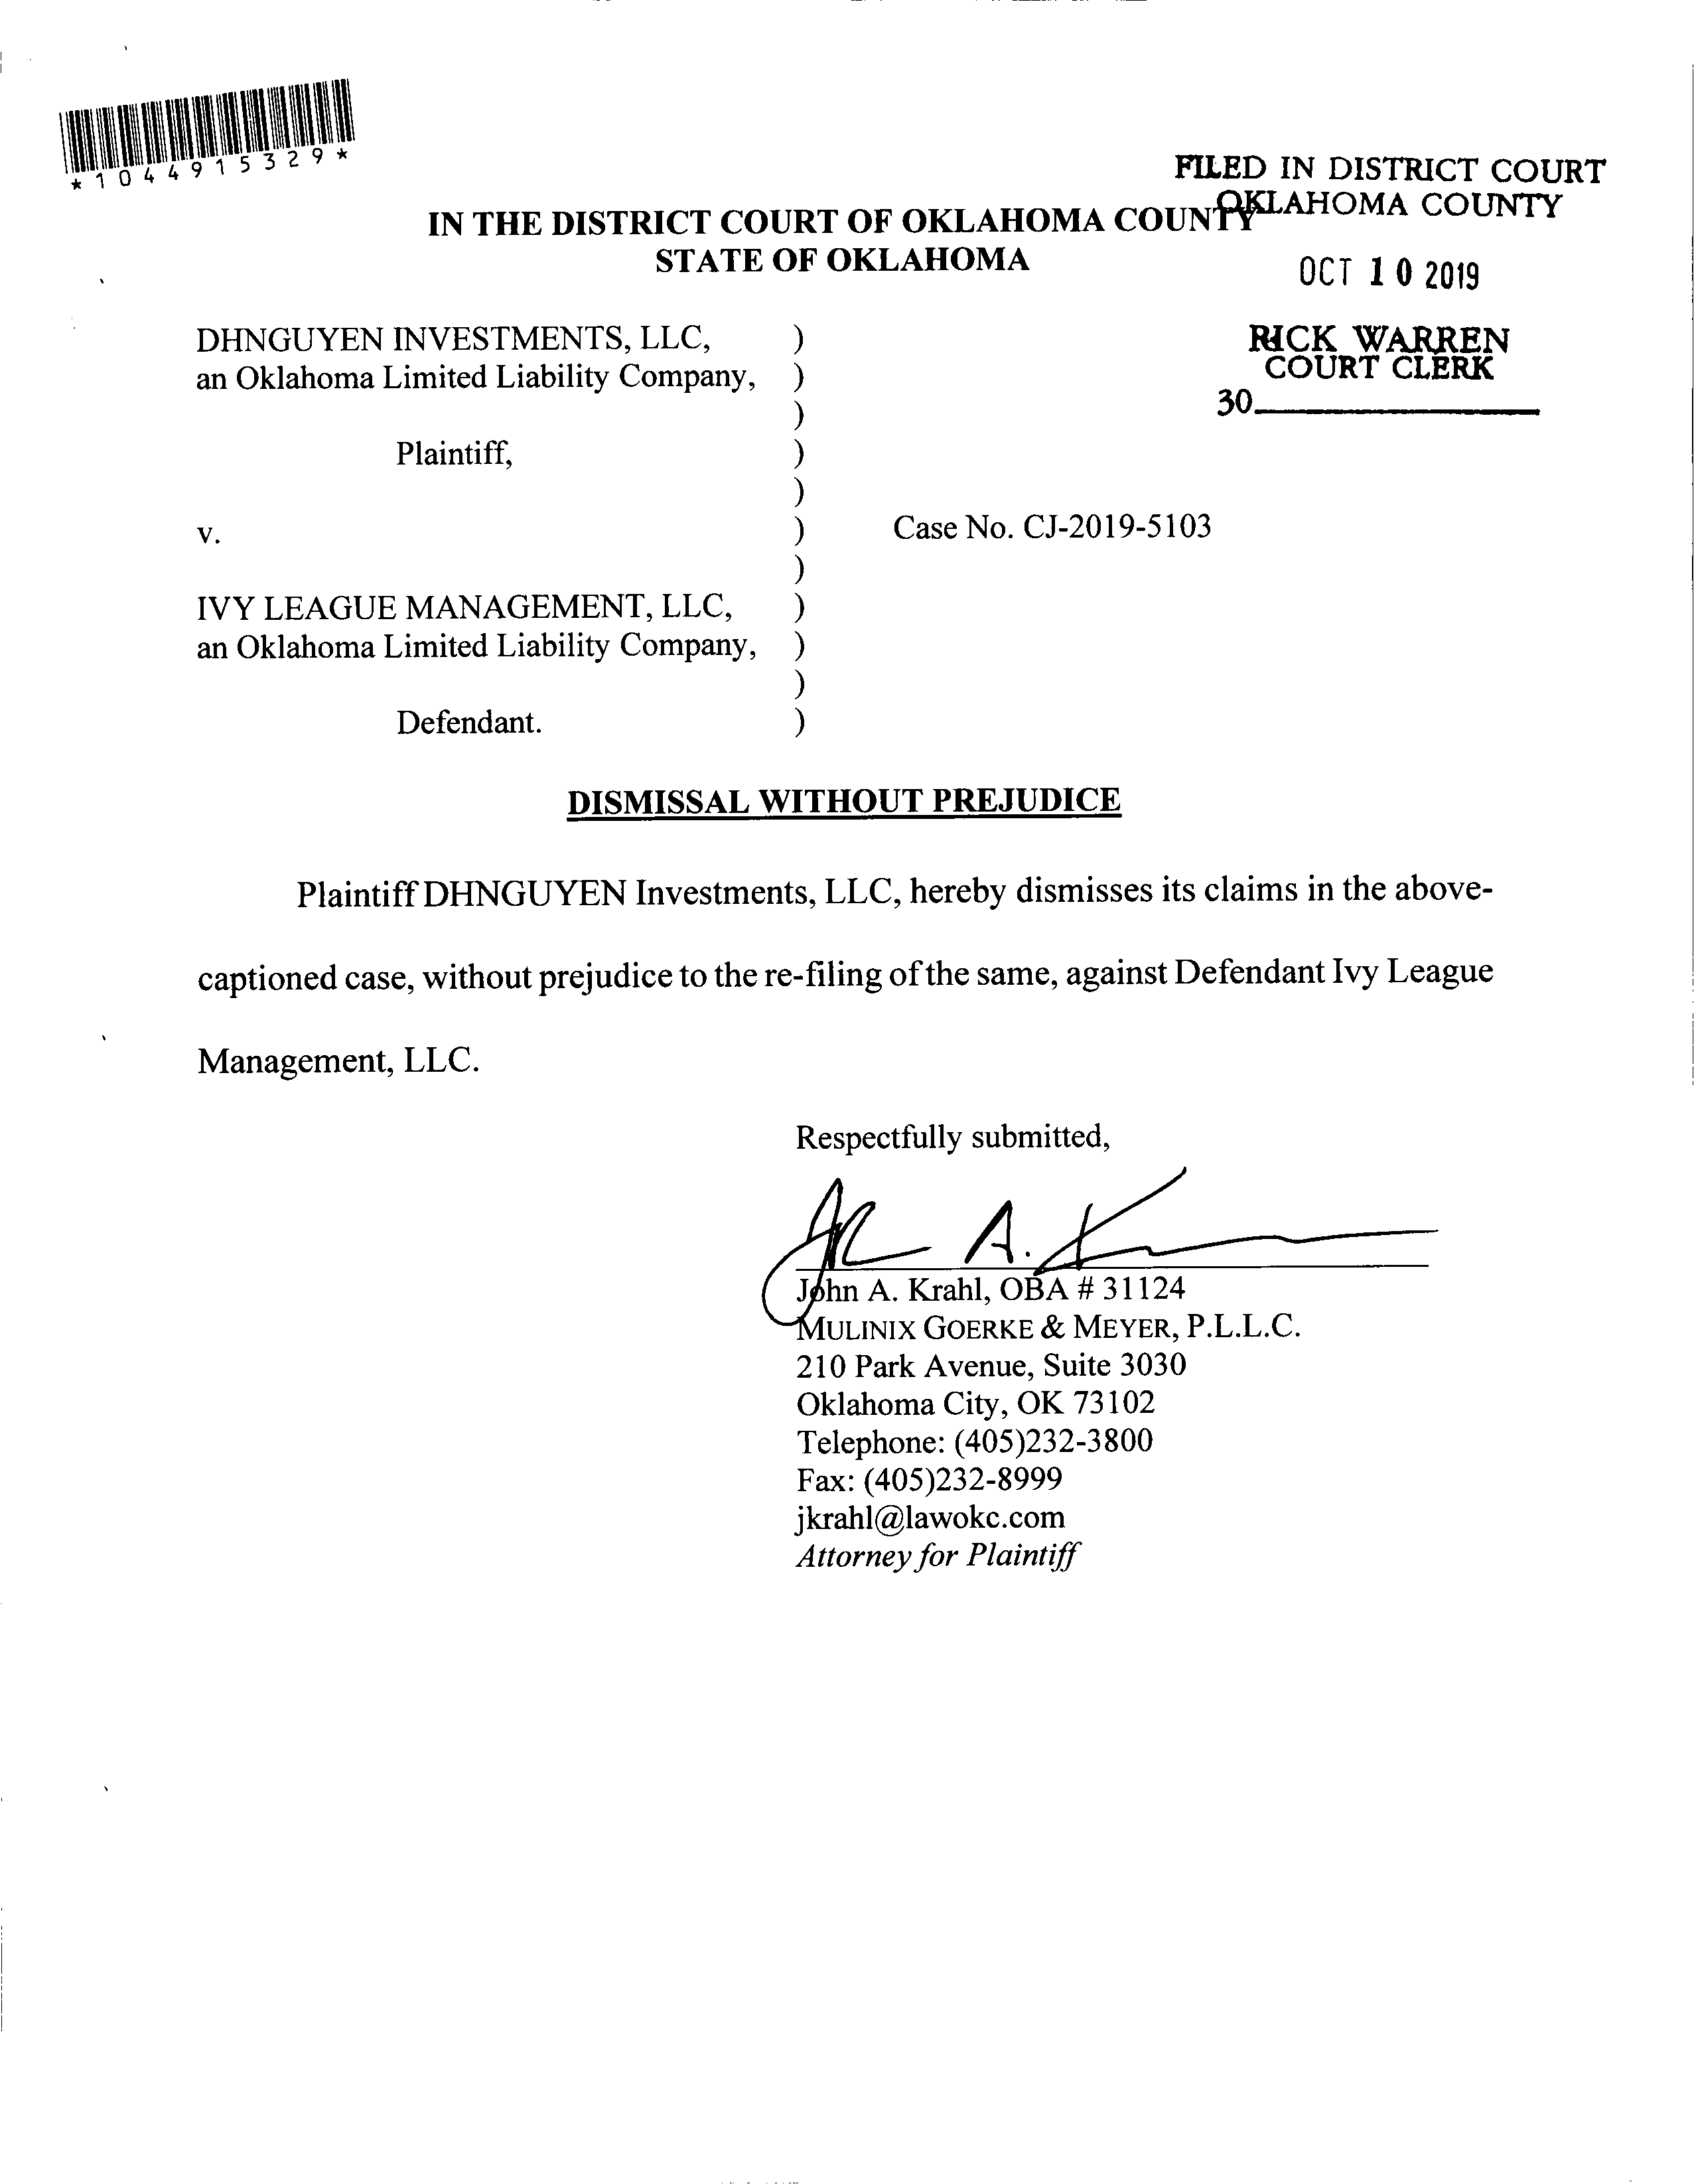 *1044915329*
FILED IN DISTRICT COURT
OKLAHOMA COUNTY
IN THE DISTRICT COURT OF OKLAHOMA COUNTY
STATE OF OKLAHOMA
OCT 10 2019
RICK WARREN
COURT CLERK
30
DHNGUYEN INVESTMENTS, LLC, )
an Oklahoma Limited Liability Company, )
)
Plaintiff, )
)
v. ) Case No. CJ-2019-5103
)
IVY LEAGUE MANAGEMENT, LLC, )
an Oklahoma Limited Liability Company, )
)
Defendant. )
DISMISSAL WITHOUT PREJUDICE
Plaintiff DHNGUYEN Investments, LLC, hereby dismisses its claims in the above-
captioned case, without prejudice to the re-filing of the same, against Defendant Ivy League
Management, LLC.
Respectfully submitted,
John A. Krahl, OBA # 31124
MULINIX GOERKE & MEYER, P.L.L.C.
210 Park Avenue, Suite 3030
Oklahoma City, OK 73102
Telephone: (405)232-3800
Fax: (405)232-8999
jkrahl@lawokc.com
Attorney for Plaintiff